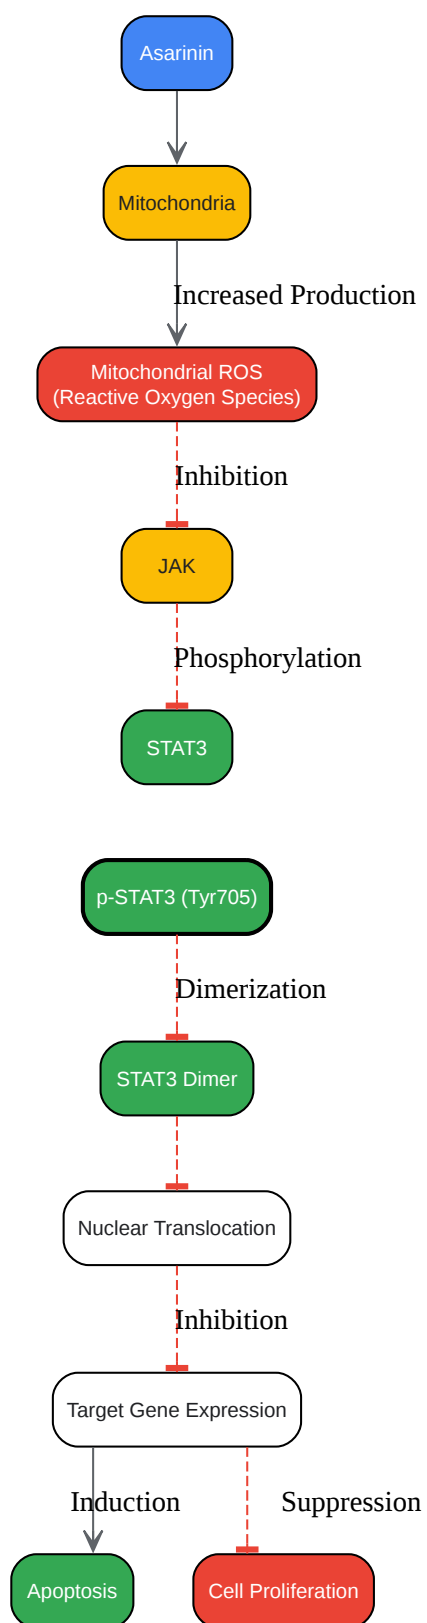 Asarinin
Mitochondria
Increased Production
Mitochondrial ROS
(Reactive Oxygen Species)
Inhibition
JAK
Phosphorylation
STAT3
p-STAT3 (Tyr705)
Dimerization
STAT3 Dimer
Nuclear Translocation
Inhibition
Target Gene Expression
Induction
Suppression
Apoptosis
Cell Proliferation